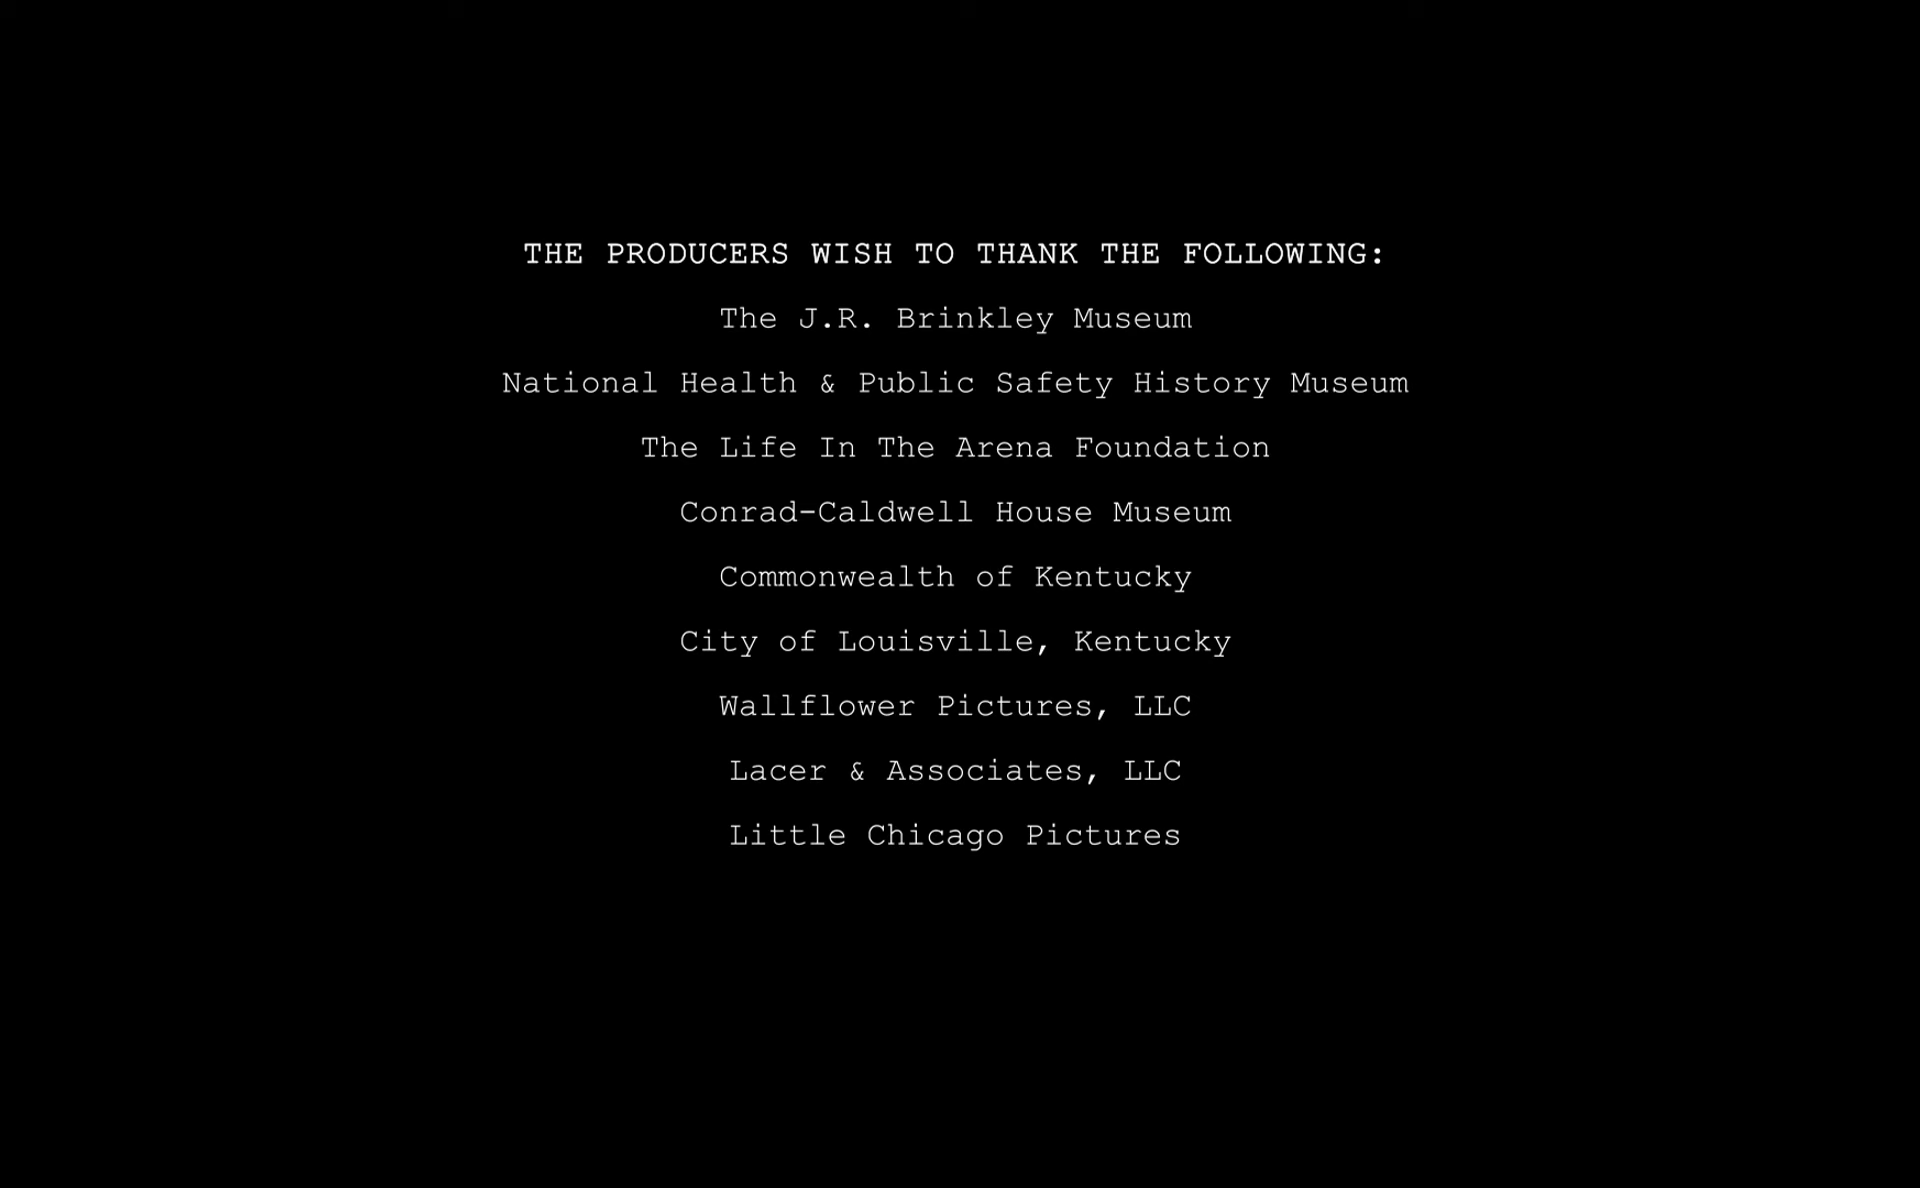 THE PRODUCERS WISH TO THANK THE FOLLOWING:
The J.R. Brinkley Museum
National Health & Public Safety History Museum
The Life In The Arena Foundation
Conrad-Caldwell House Museum
Commonwealth of Kentucky
City of Louisville, Kentucky
Wallflower Pictures, LLC
Lacer & Associates, LLC
Little Chicago Pictures